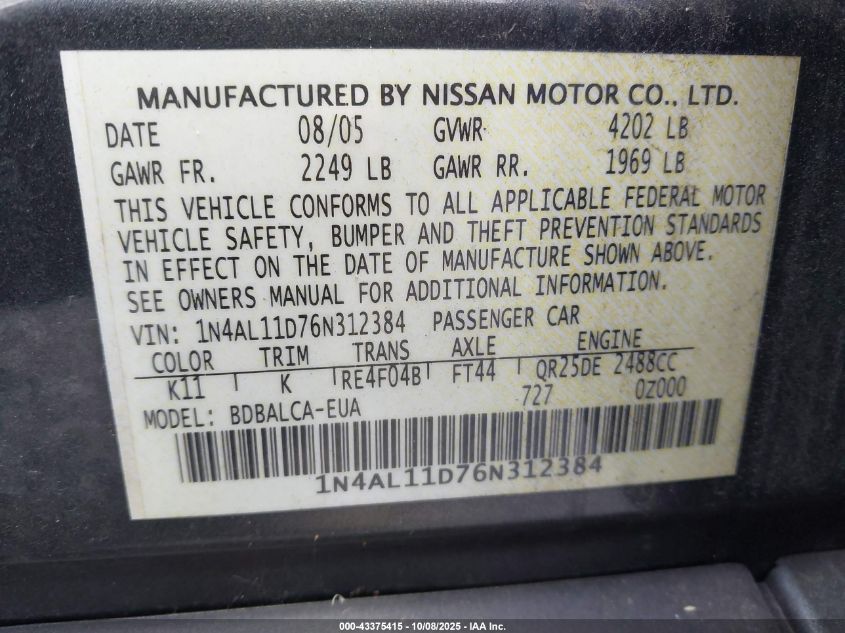 MANUFACTURED BY NISSAN MOTOR CO., LTD.
DATE 08/05 GVWR 4202 LB
GAWR FR. 2249 LB GAWR RR. 1969 LB
THIS VEHICLE CONFORMS TO ALL APPLICABLE FEDERAL MOTOR
VEHICLE SAFETY, BUMPER AND THEFT PREVENTION STANDARDS
IN EFFECT ON THE DATE OF MANUFACTURE SHOWN ABOVE.
SEE OWNERS MANUAL FOR ADDITIONAL INFORMATION.
VIN: 1N4AL11D76N312384 PASSENGER CAR
COLOR TRIM TRANS AXLE ENGINE
K11 K RE4F04B FT44 QR25DE 2488CC
727 0Z000
MODEL: BDBALCA-EUA
1N4AL11D76N312384
000-43375415 - 10/08/2025 - IAA Inc.